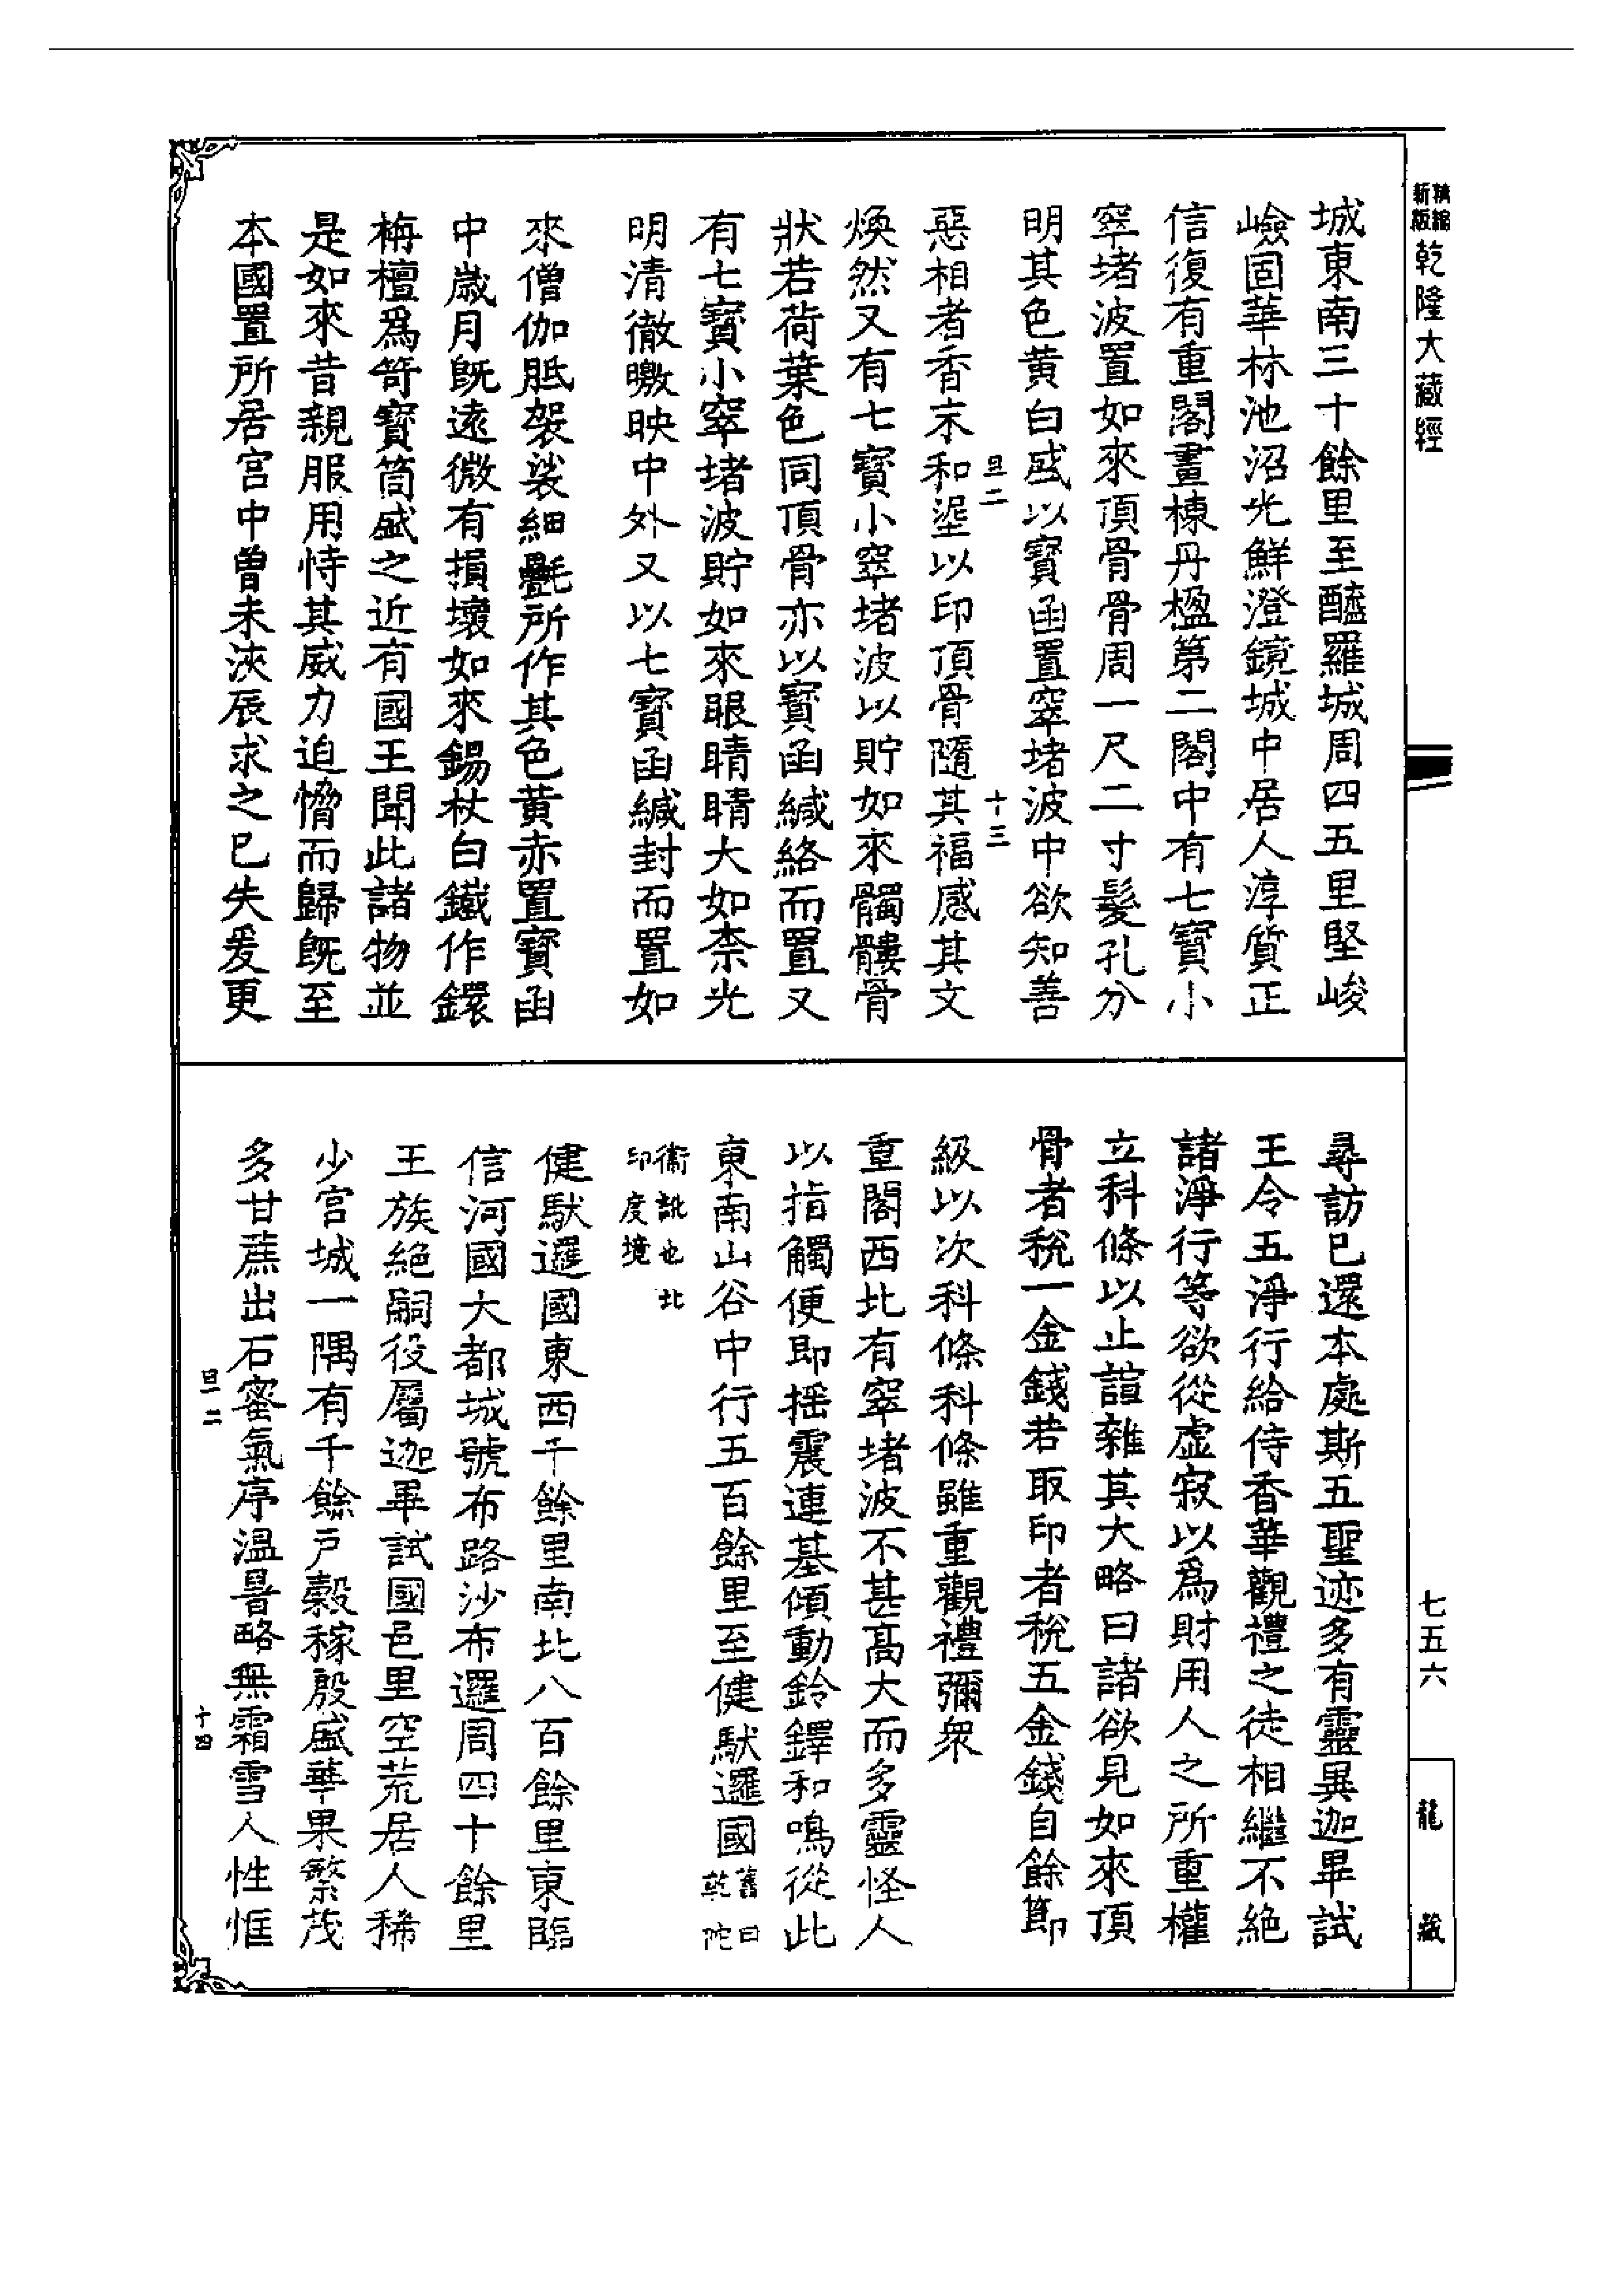 新版精縮乾隆大藏經
城東南三十餘里至醯羅城周四五里堅峻
嶮固華林池沼光鮮澄鏡城中居人淳質正
信復有重閣畫棟丹楹第二閣中有七寶小
窣堵波置如來頂骨骨周一尺二寸髮孔分
明其色黃白盛以寶函置窣堵波中欲知善
旦二 十三
惡相者香末和埿以印頂骨隨其福感其文
煥然又有七寶小窣堵波以貯如來髑髏骨
狀若荷葉色同頂骨亦以寶函緘絡而置又
有七寶小窣堵波貯如來眼睛睛大如柰光
明清徹皦映中外又以七寶函緘封而置如
來僧伽胝袈裟細㲲所作其色黃赤置寶函
中歲月既遠微有損壞如來錫杖白鐵作鐶
栴檀爲笴寶筒盛之近有國王聞此諸物並
是如來昔親服用恃其威力迫憎而歸既至
本國置所居宮中曾未浹辰求之已失爰更
尋訪已還本處斯五聖迹多有靈異迦畢試
王令五淨行給侍香華觀禮之徒相繼不絕
諸淨行等欲從虛寂以爲財用人之所重權
立科條以止諠雜其大略曰諸欲見如來頂
骨者稅一金錢若取印者稅五金錢自餘節
級以次科條科條雖重觀禮彌衆
重閣西北有窣堵波不甚高大而多靈怪人
以指觸便即搖震連基傾動鈴鐸和鳴從此
東南山谷中行五百餘里至健馱邏國舊曰乾陀
衞訛也北印度境
健馱邏國東西千餘里南北八百餘里東臨
信河國大都城號布路沙布邏周四十餘里
王族絕嗣役屬迦畢試國邑里空荒居人稀
少宮城一隅有千餘戶穀稼殷盛華果繁茂
多甘蔗出石蜜氣序溫暑略無霜雪人性恇
旦二 十四
七五六
龍藏